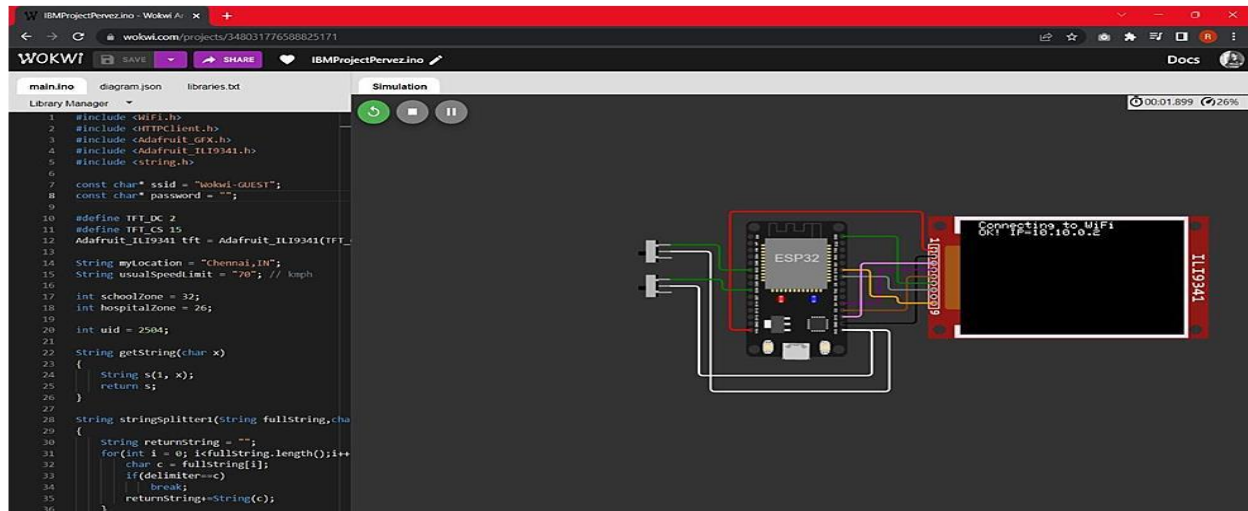 IBMProjectPervez.ino - Wokwi Ar
wokwi.com/projects/348031776588825171
R
WOKWi SAVE SHARE IBMProjectPervez.ino Docs
main.ino diagram.json libraries.txt Simulation
Library Manager
00:01.899 26%
1 #include <WiFi.h>
2 #include <HTTPClient.h>
3 #include <Adafruit_GFX.h>
4 #include <Adafruit_ILI9341.h>
5 #include <string.h>
6
7 const char* ssid = "Wokwi-GUEST";
8 const char* password = "";
9
10 #define TFT_DC 2
11 #define TFT_CS 15
12 Adafruit_ILI9341 tft = Adafruit_ILI9341(TFT_
13
14 String myLocation = "Chennai,IN";
15 String usualSpeedLimit = "70"; // kmph
16
17 int schoolZone = 32;
18 int hospitalZone = 26;
19
20 int uid = 2504;
21
22 String getString(char x)
23 {
24 String s(1, x);
25 return s;
26 }
27
28 String stringSplitter1(String fullString,cha
29 {
30 String returnString = "";
31 for(int i = 0; i<fullString.length();i++
32 char c = fullString[i];
33 if(delimiter==c)
34 break;
35 returnString+=String(c);
36 }
ESP32
Connecting to WiFi
OK! IP=10.10.0.2
1
9
ILI9341